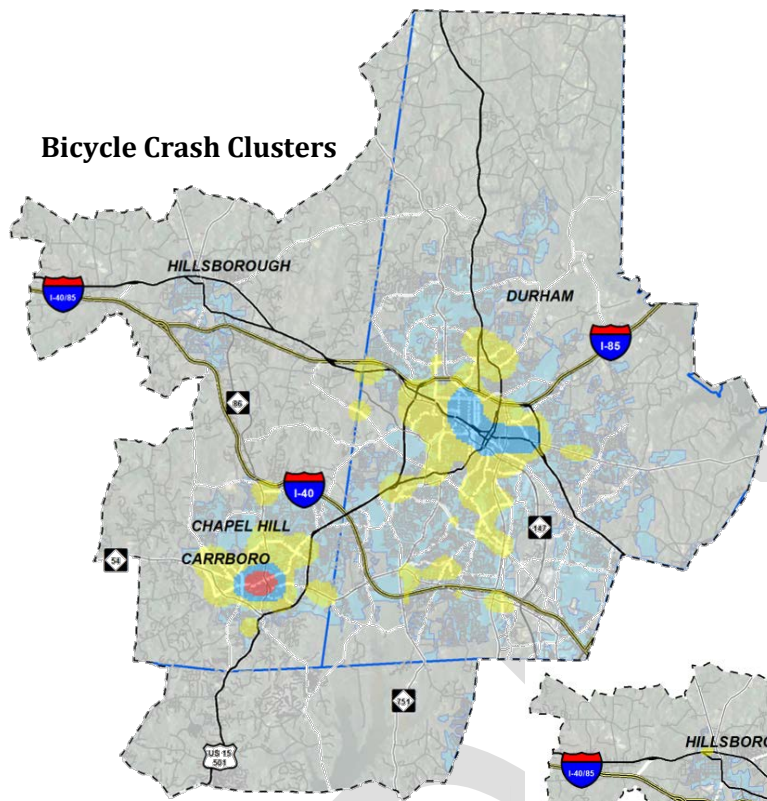 Bicycle Crash Clusters
HILLSBOROUGH
I-40/85
DURHAM
I-85
86
I-40
CHAPEL HILL
147
CARRBORO
54
751
US 15
501
HILLSBORO
I-40/85